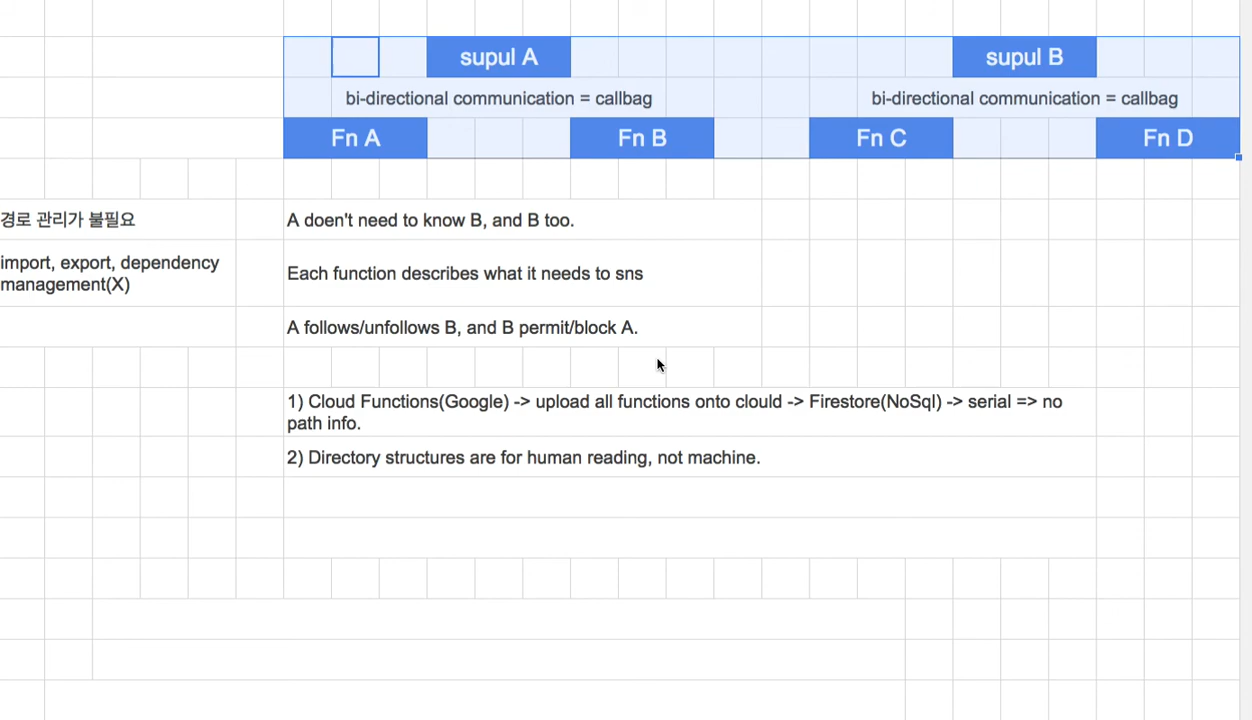 supul A
supul B
bi-directional communication = callbag
bi-directional communication = callbag
Fn A
Fn B
Fn C
Fn D
경로 관리가 불필요
A doen't need to know B, and B too.
import, export, dependency
management(X)
Each function describes what it needs to sns
A follows/unfollows B, and B permit/block A.
1) Cloud Functions(Google) -> upload all functions onto clould -> Firestore(NoSql) -> serial => no
path info.
2) Directory structures are for human reading, not machine.